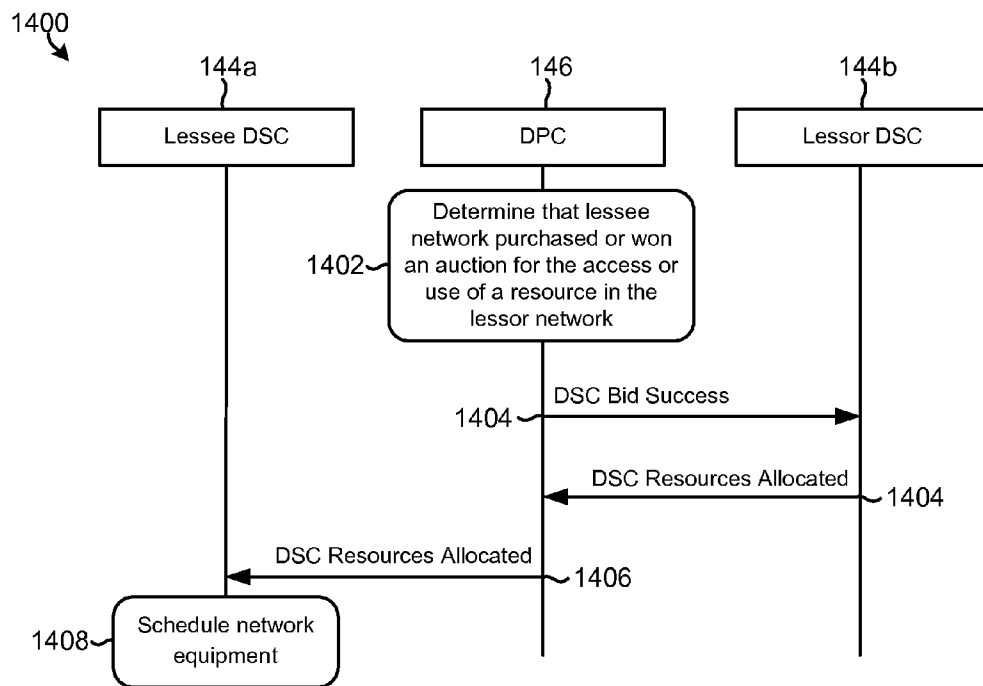 1400
144a
146
144b
Lessee DSC
DPC
Lessor DSC
Determine that lessee
network purchased or won
an auction for the access or
use of a resource in the
lessor network
1402
DSC Bid Success
1404
DSC Resources Allocated
1404
DSC Resources Allocated
1406
Schedule network
equipment
1408